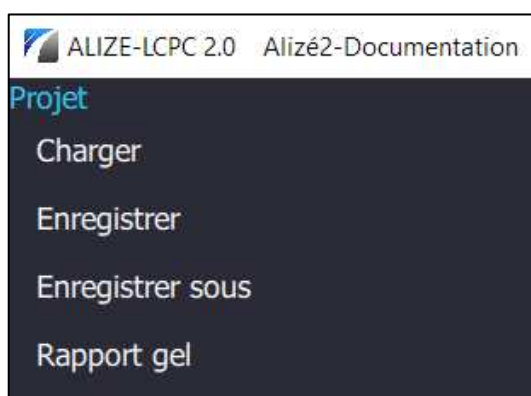 ALIZE-LCPC 2.0 Alizé2-Documentation
Projet
Charger
Enregistrer
Enregistrer sous
Rapport gel